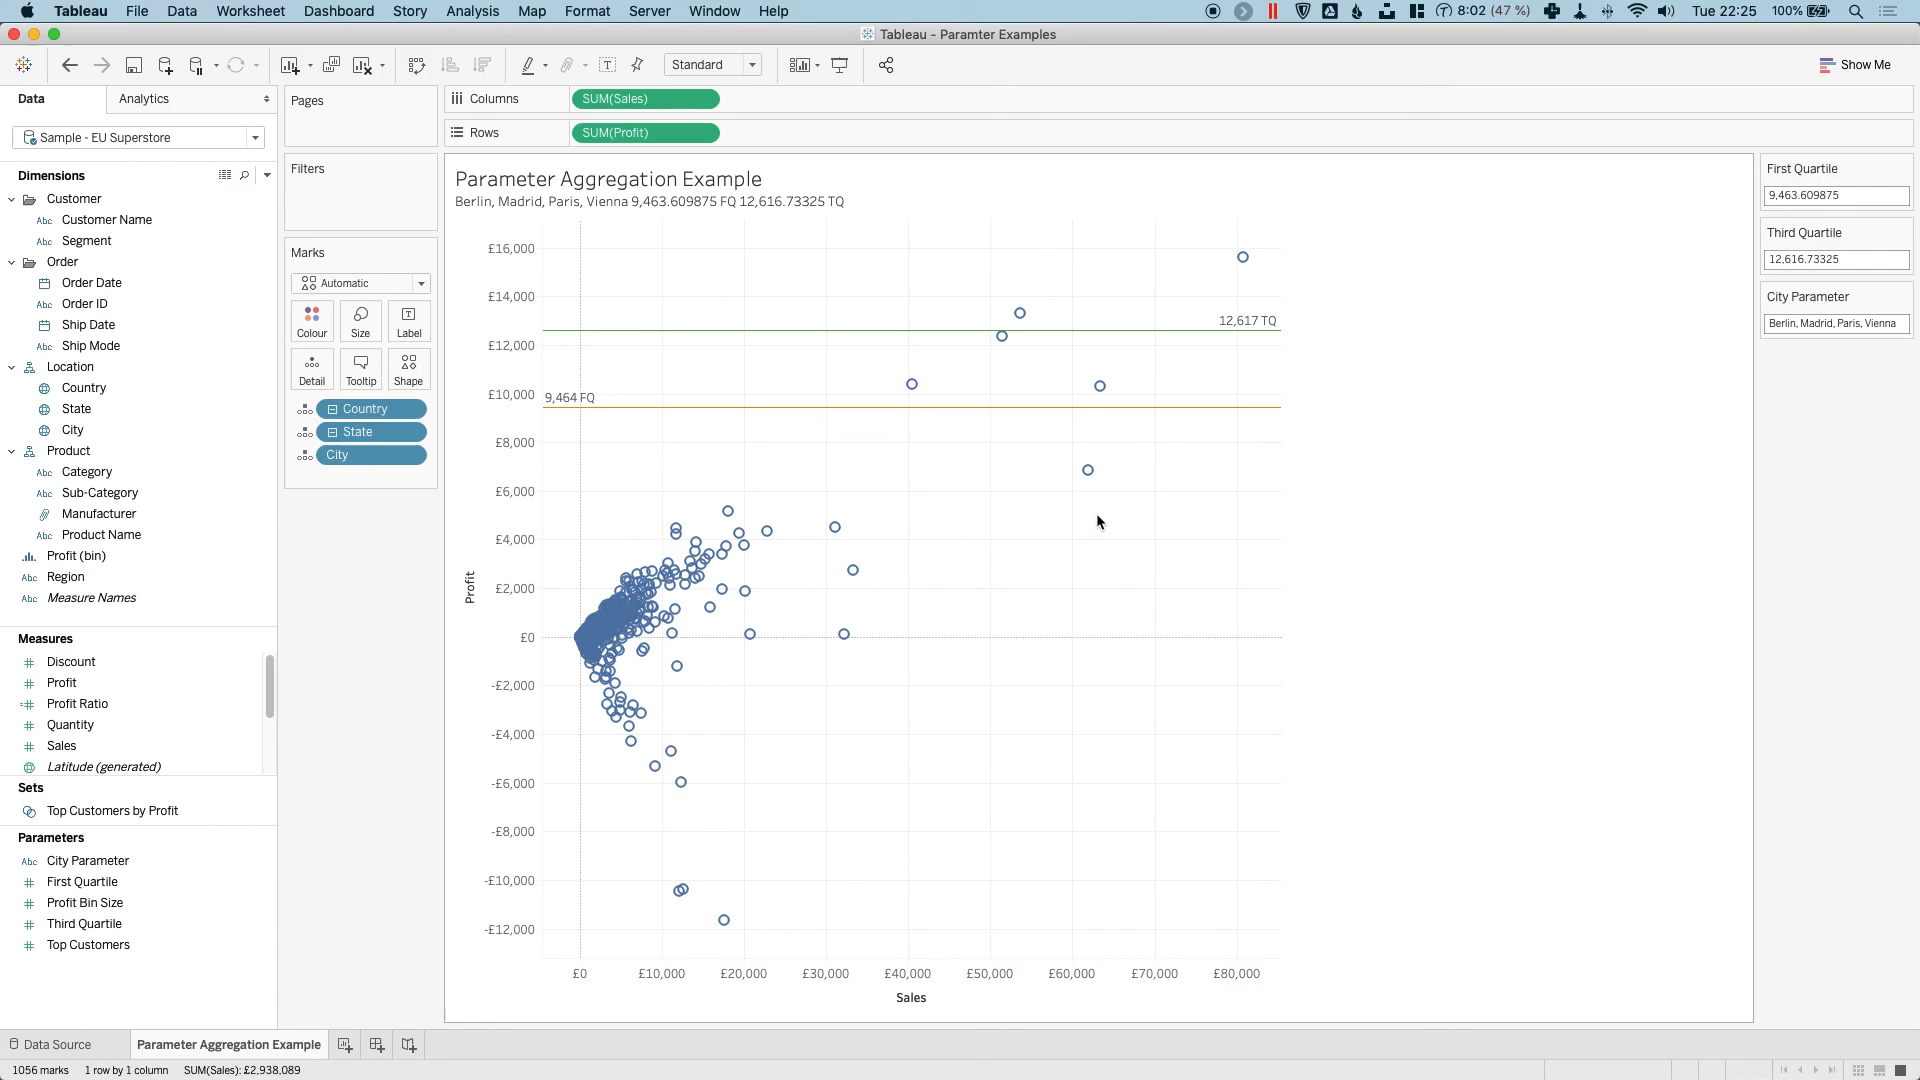 Tableau File Data Worksheet Dashboard Story Analysis Map Format Server Window Help 8:02 (47 %) Tue 22:25 100%
Tableau - Paramter Examples
Standard Show Me
Data Analytics
Sample - EU Superstore
Dimensions
Customer
Abc Customer Name
Abc Segment
Order
Order Date
Abc Order ID
Ship Date
Abc Ship Mode
Location
Country
State
City
Product
Abc Category
Abc Sub-Category
Manufacturer
Abc Product Name
Profit (bin)
Abc Region
Abc Measure Names
Measures
# Discount
# Profit
=# Profit Ratio
# Quantity
# Sales
Latitude (generated)
Sets
Top Customers by Profit
Parameters
Abc City Parameter
# First Quartile
# Profit Bin Size
# Third Quartile
# Top Customers
Pages
Filters
Marks
Automatic
Colour Size Label
Detail Tooltip Shape
Country
State
City
Columns SUM(Sales)
Rows SUM(Profit)
Parameter Aggregation Example
Berlin, Madrid, Paris, Vienna 9,463.609875 FQ 12,616.73325 TQ
£16,000
£14,000
12,617 TQ
£12,000
£10,000
9,464 FQ
£8,000
£6,000
£4,000
£2,000
£0
-£2,000
-£4,000
-£6,000
-£8,000
-£10,000
-£12,000
Profit
£0 £10,000 £20,000 £30,000 £40,000 £50,000 £60,000 £70,000 £80,000
Sales
First Quartile
9,463.609875
Third Quartile
12,616.73325
City Parameter
Berlin, Madrid, Paris, Vienna
Data Source Parameter Aggregation Example
1056 marks 1 row by 1 column SUM(Sales): £2,938,089